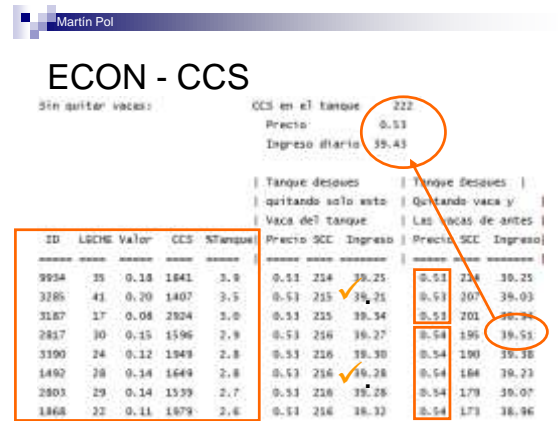 Martín Pol
ECON - CCS
Sin quitar vacas: CCS en el tanque 222
Precio 0.53
Ingreso diario 39.43
| Tanque despues | Tanque Despues |
| quitando solo esta | Quitando vaca y |
| Vaca del tanque | Las vacas de antes |
ID LECHE Valor CCS %Tanque| Precio SCC Ingreso | Precio SCC Ingreso|
9934 35 0.18 1841 3.9 0.53 214 39.25 0.53 214 39.25
3285 41 0.20 1407 3.5 0.53 215 39.21 0.53 207 39.03
3187 17 0.08 2924 3.0 0.53 215 39.34 0.53 201
2817 30 0.15 1596 2.9 0.53 216 39.27 0.54 195 39.51
3390 24 0.12 1949 2.8 0.53 216 39.30 0.54 190 39.38
1492 28 0.14 1649 2.8 0.53 216 39.28 0.54 184 39.23
2803 29 0.14 1539 2.7 0.53 216 39.28 0.54 179 39.07
1868 22 0.11 1979 2.6 0.53 216 39.32 0.54 173 38.96